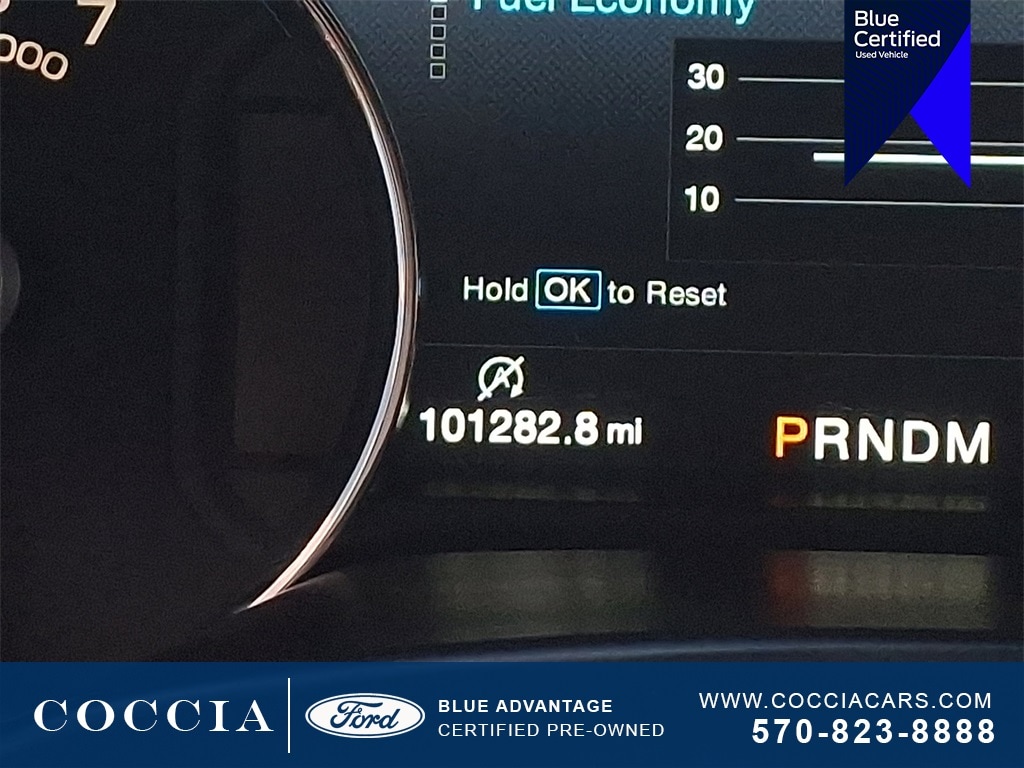 7
000
Fuel Economy
30
20
10
Hold OK to Reset
A
101282.8 mi
PRNDM
Blue
Certified
Used Vehicle
COCCIA
Ford
BLUE ADVANTAGE
CERTIFIED PRE-OWNED
WWW.COCCIACARS.COM
570-823-8888